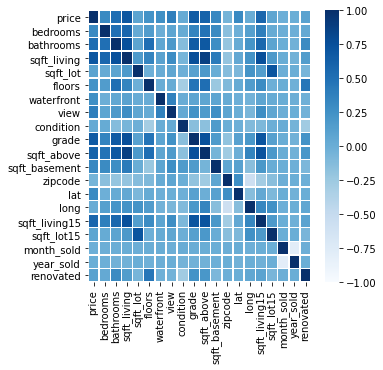 price
bedrooms
bathrooms
sqft_living
sqft_lot
floors
waterfront
view
condition
grade
sqft_above
sqft_basement
zipcode
lat
long
sqft_living15
sqft_lot15
month_sold
year_sold
renovated
price
bedrooms
bathrooms
sqft_living
sqft_lot
floors
waterfront
view
condition
grade
sqft_above
sqft_basement
zipcode
lat
long
sqft_living15
sqft_lot15
month_sold
year_sold
renovated
1.00
0.75
0.50
0.25
0.00
−0.25
−0.50
−0.75
−1.00